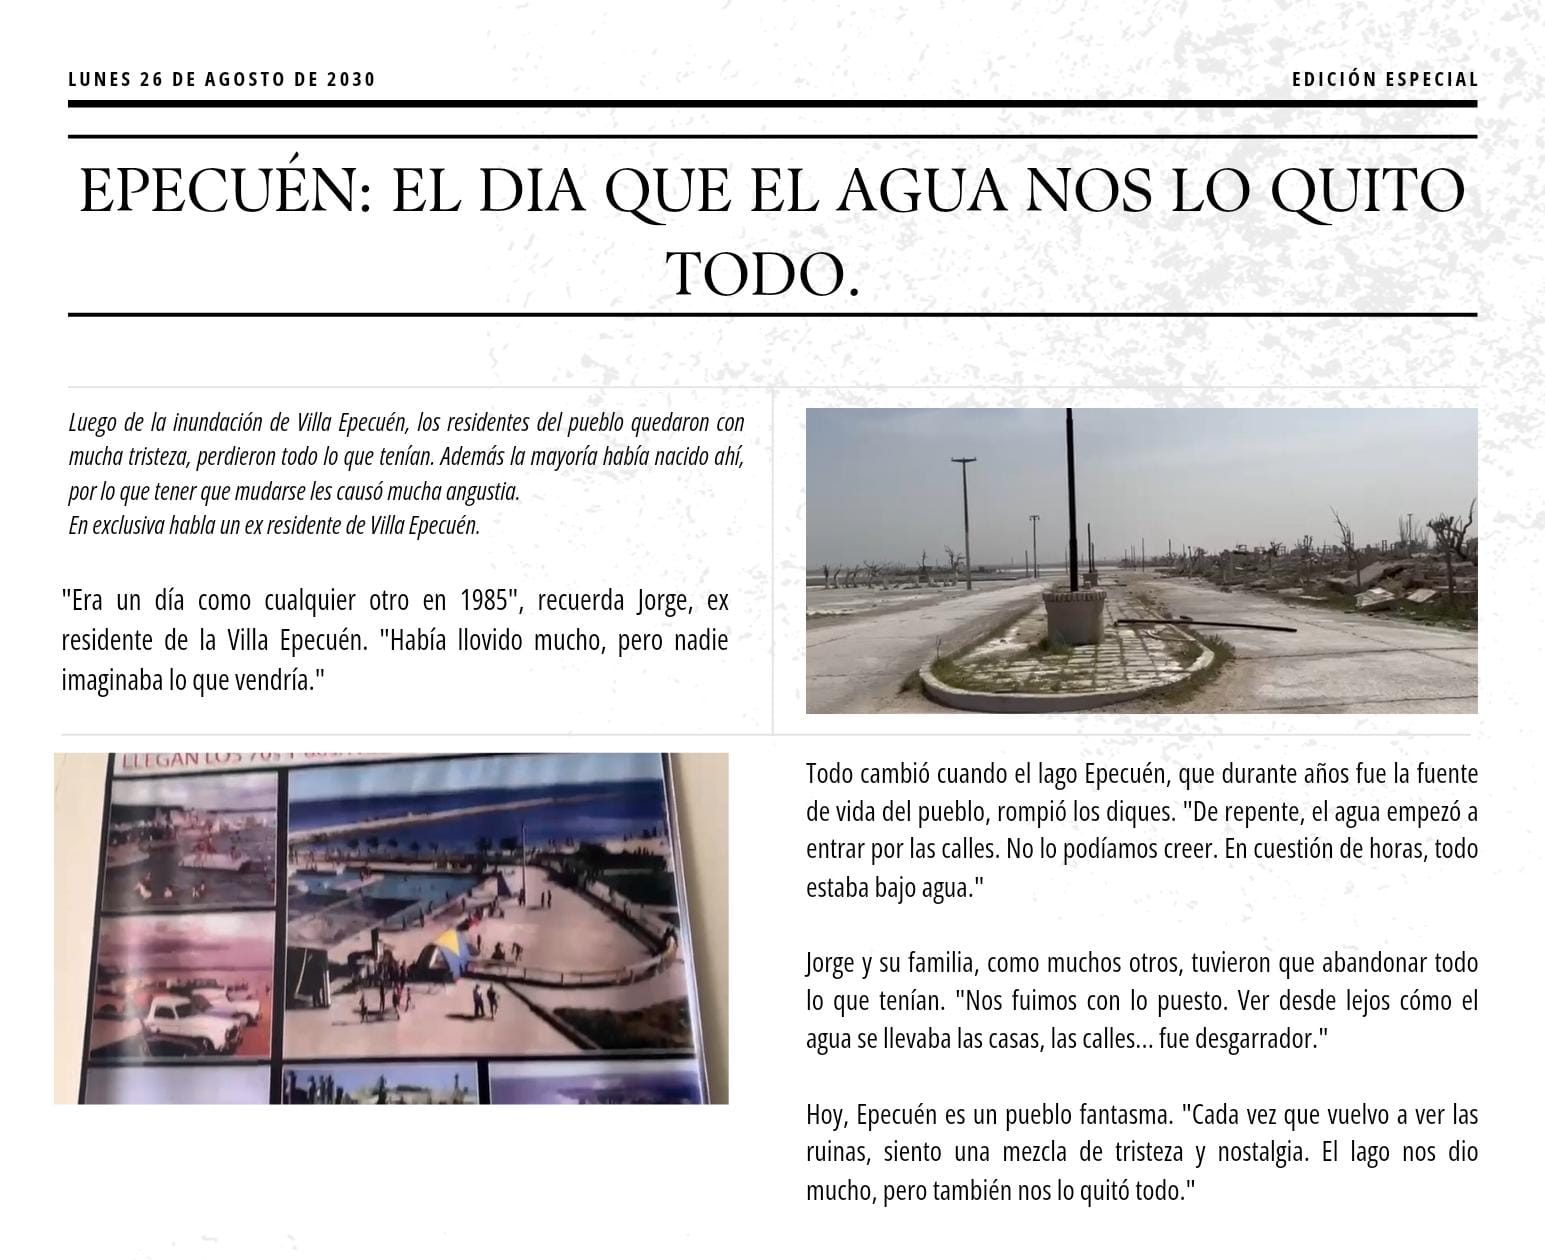 LUNES 26 DE AGOSTO DE 2030
EDICIÓN ESPECIAL
EPECUÉN: EL DIA QUE EL AGUA NOS LO QUITO
TODO.
Luego de la inundación de Villa Epecuén, los residentes del pueblo quedaron con
mucha tristeza, perdieron todo lo que tenían. Además la mayoría había nacido ahí,
por lo que tener que mudarse les causó mucha angustia.
En exclusiva habla un ex residente de Villa Epecuén.
"Era un día como cualquier otro en 1985", recuerda Jorge, ex
residente de la Villa Epecuén. "Había llovido mucho, pero nadie
imaginaba lo que vendría."
LLEGAN LOS 70s
Todo cambió cuando el lago Epecuén, que durante años fue la fuente
de vida del pueblo, rompió los diques. "De repente, el agua empezó a
entrar por las calles. No lo podíamos creer. En cuestión de horas, todo
estaba bajo agua."
Jorge y su familia, como muchos otros, tuvieron que abandonar todo
lo que tenían. "Nos fuimos con lo puesto. Ver desde lejos cómo el
agua se llevaba las casas, las calles... fue desgarrador."
Hoy, Epecuén es un pueblo fantasma. "Cada vez que vuelvo a ver las
ruinas, siento una mezcla de tristeza y nostalgia. El lago nos dio
mucho, pero también nos lo quitó todo."